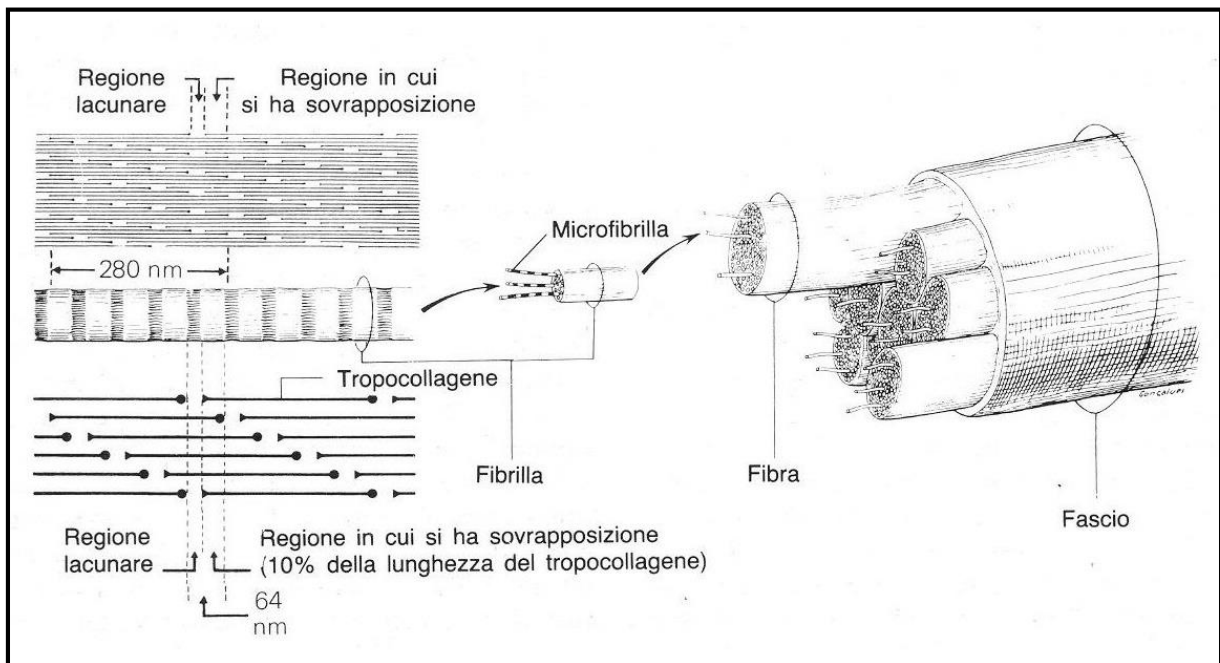 Regione
lacunare
Regione in cui
si ha sovrapposizione
280 nm
Microfibrilla
Tropocollagene
Fibrilla
Fibra
Fascio
Regione
lacunare
Regione in cui si ha sovrapposizione
(10% della lunghezza del tropocollagene)
64
nm